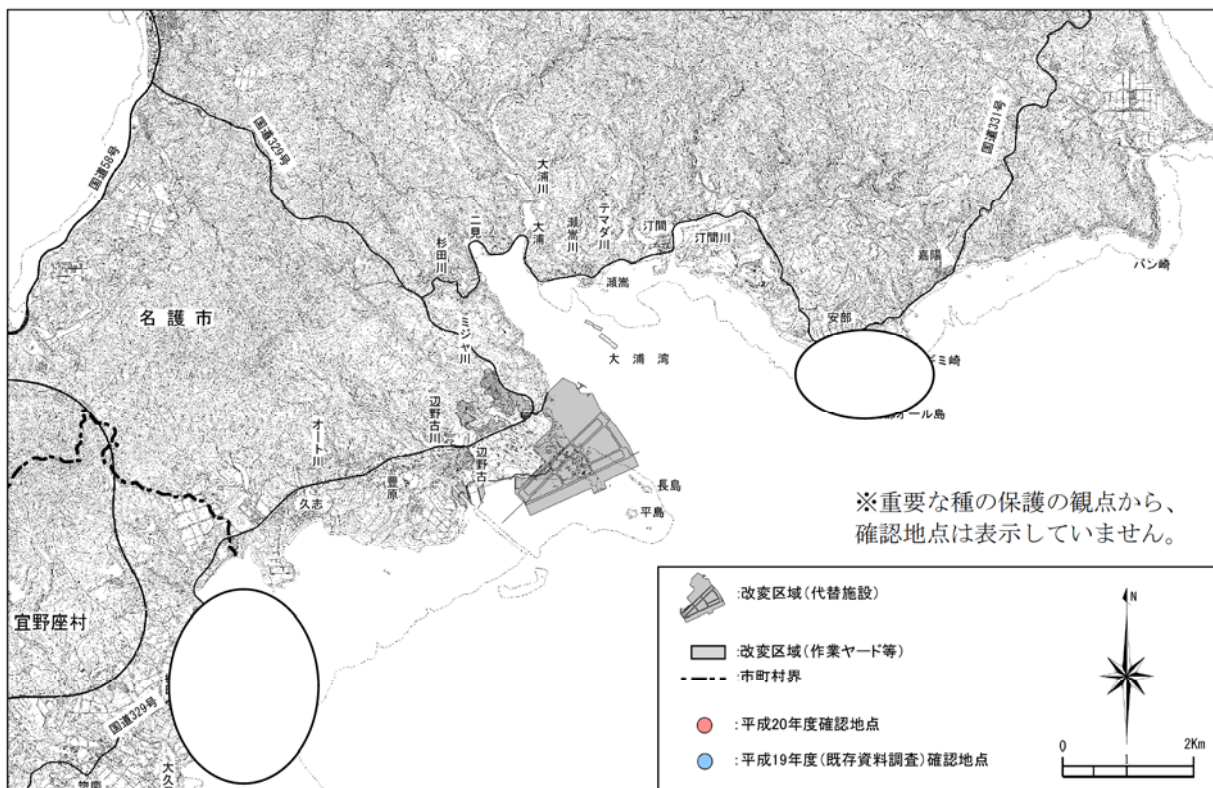 国道58号
国道329号
国道331号
大浦川
大浦
二見
杉田川
瀬嵩川
テマダ川
汀間
汀間川
瀬嵩
嘉陽
バン崎
安部
ミ崎
オール島
名護市
ミジャ川
大浦湾
辺野古川
辺野古
オート川
豊原
久志
長島
平島
宜野座村
国道329号
大久
※重要な種の保護の観点から、
確認地点は表示していません。
:改変区域(代替施設)
:改変区域(作業ヤード等)
:市町村界
:平成20年度確認地点
:平成19年度(既存資料調査)確認地点
N
0 2Km